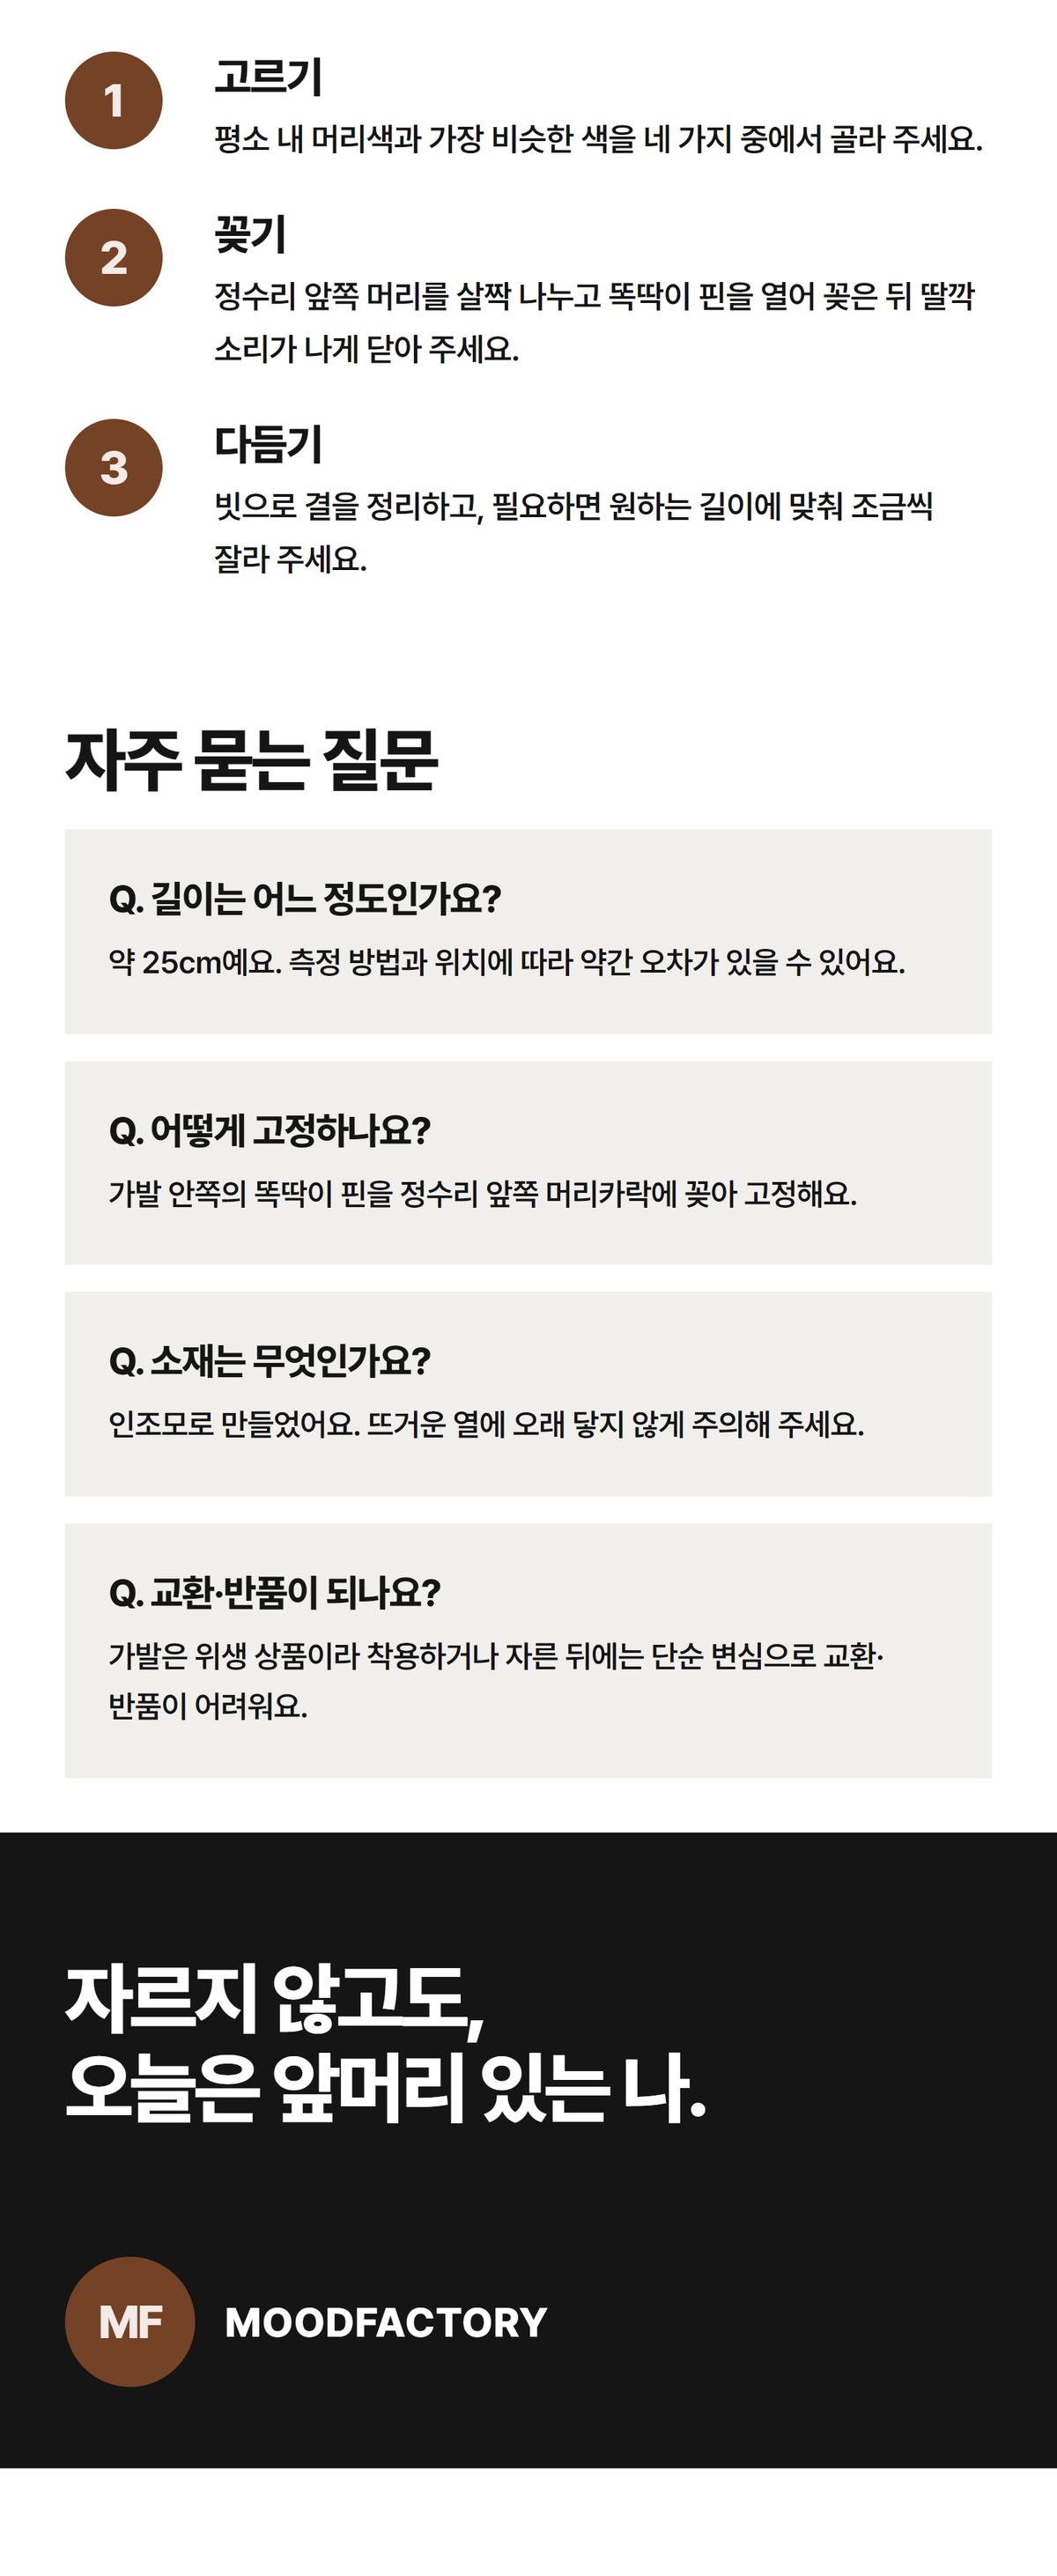 1
고르기
평소 내 머리색과 가장 비슷한 색을 네 가지 중에서 골라 주세요.
2
꽂기
정수리 앞쪽 머리를 살짝 나누고 똑딱이 핀을 열어 꽂은 뒤 딸깍
소리가 나게 닫아 주세요.
3
다듬기
빗으로 결을 정리하고, 필요하면 원하는 길이에 맞춰 조금씩
잘라 주세요.
자주 묻는 질문
Q. 길이는 어느 정도인가요?
약 25cm예요. 측정 방법과 위치에 따라 약간 오차가 있을 수 있어요.
Q. 어떻게 고정하나요?
가발 안쪽의 똑딱이 핀을 정수리 앞쪽 머리카락에 꽂아 고정해요.
Q. 소재는 무엇인가요?
인조모로 만들었어요. 뜨거운 열에 오래 닿지 않게 주의해 주세요.
Q. 교환·반품이 되나요?
가발은 위생 상품이라 착용하거나 자른 뒤에는 단순 변심으로 교환·
반품이 어려워요.
자르지 않고도,
오늘은 앞머리 있는 나.
MF
MOODFACTORY